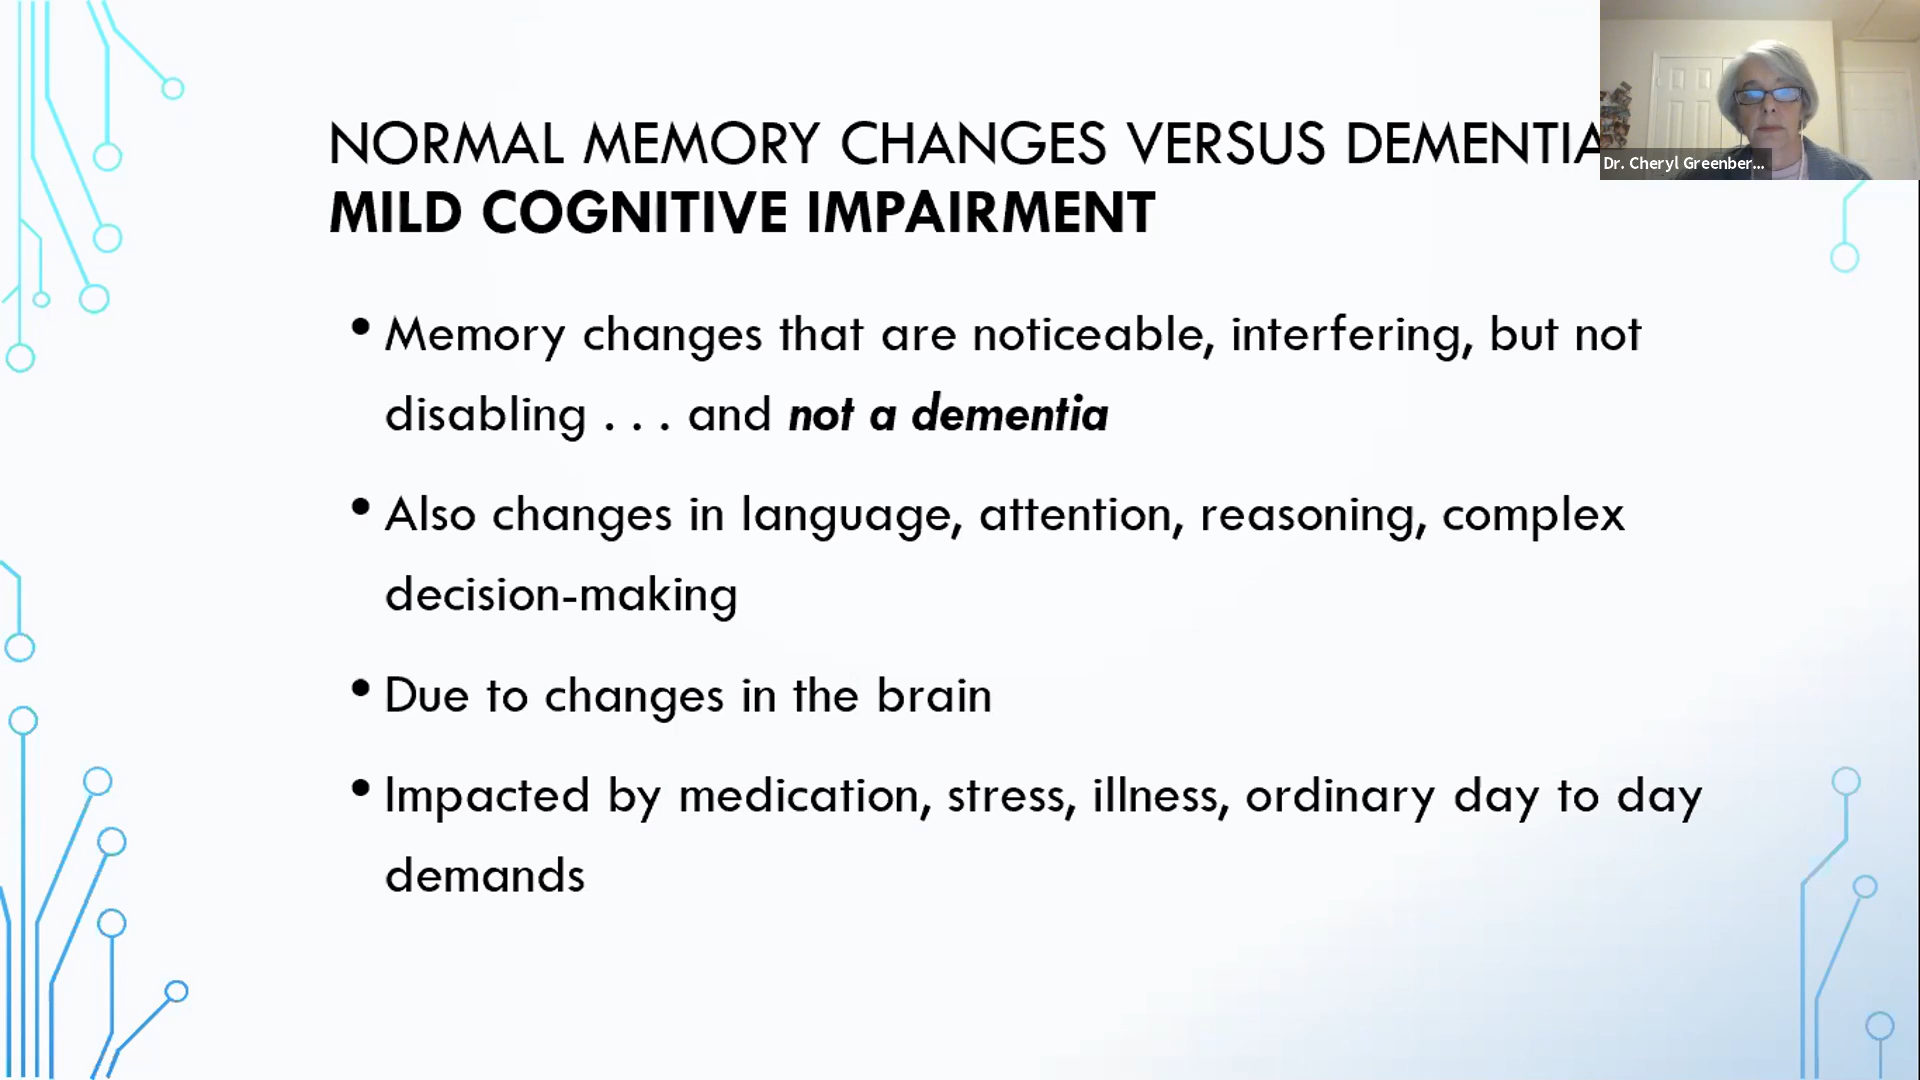 NORMAL MEMORY CHANGES VERSUS DEMENTIA
MILD COGNITIVE IMPAIRMENT
• Memory changes that are noticeable, interfering, but not
disabling . . . and not a dementia
• Also changes in language, attention, reasoning, complex
decision-making
• Due to changes in the brain
• Impacted by medication, stress, illness, ordinary day to day
demands
Dr. Cheryl Greenber...